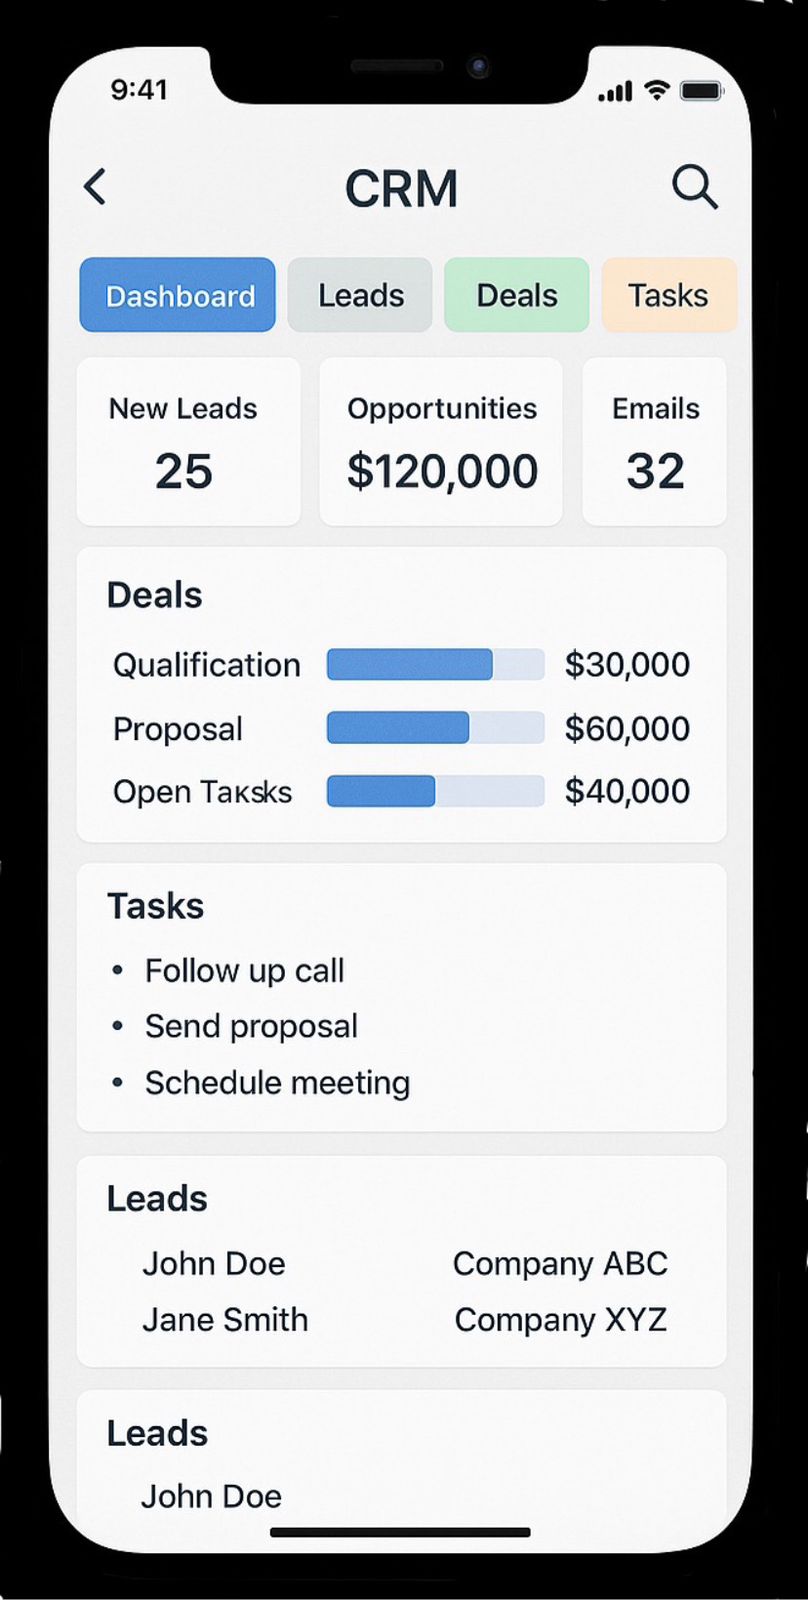 9:41
CRM
Dashboard Leads Deals Tasks
New Leads Opportunities Emails
25 $120,000 32
Deals
Qualification $30,000
Proposal $60,000
Open Taкsks $40,000
Tasks
• Follow up call
• Send proposal
• Schedule meeting
Leads
John Doe Company ABC
Jane Smith Company XYZ
Leads
John Doe